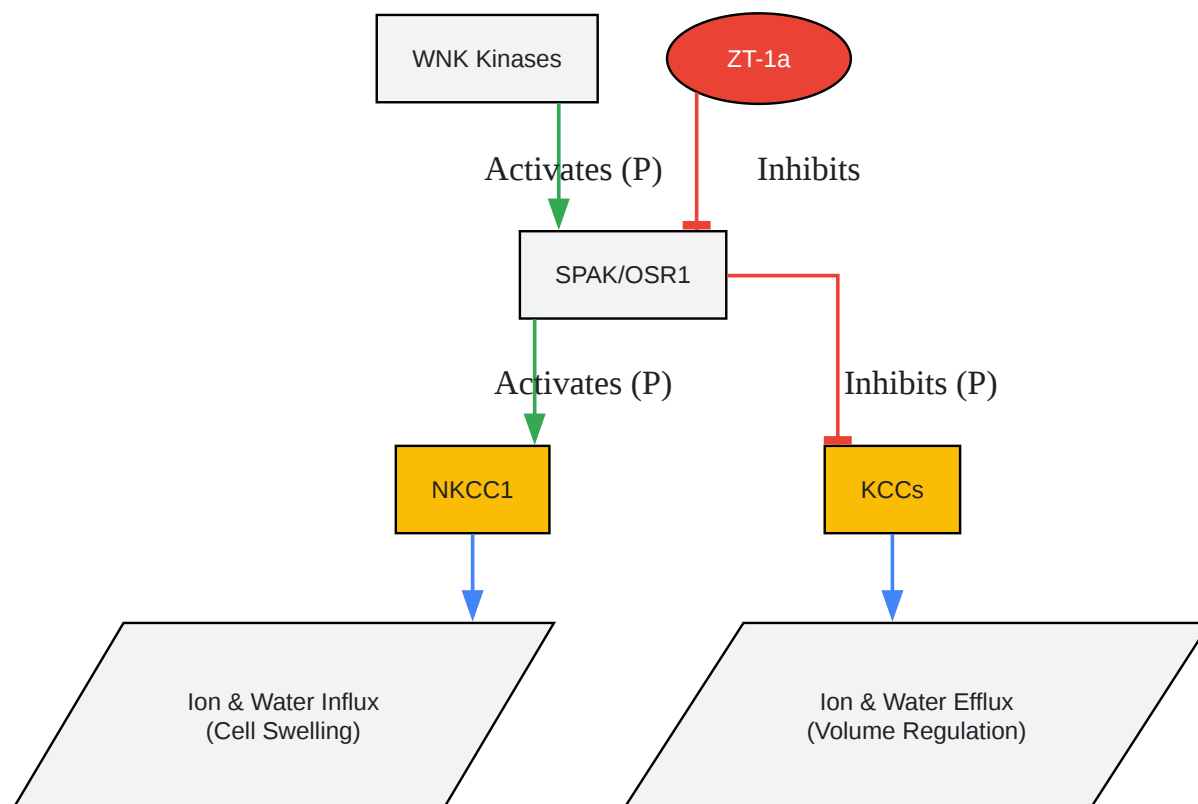 WNK Kinases
ZT-1a
Activates (P)
Inhibits
SPAK/OSR1
Activates (P)
Inhibits (P)
NKCC1
KCCs
Ion & Water Influx
(Cell Swelling)
Ion & Water Efflux
(Volume Regulation)